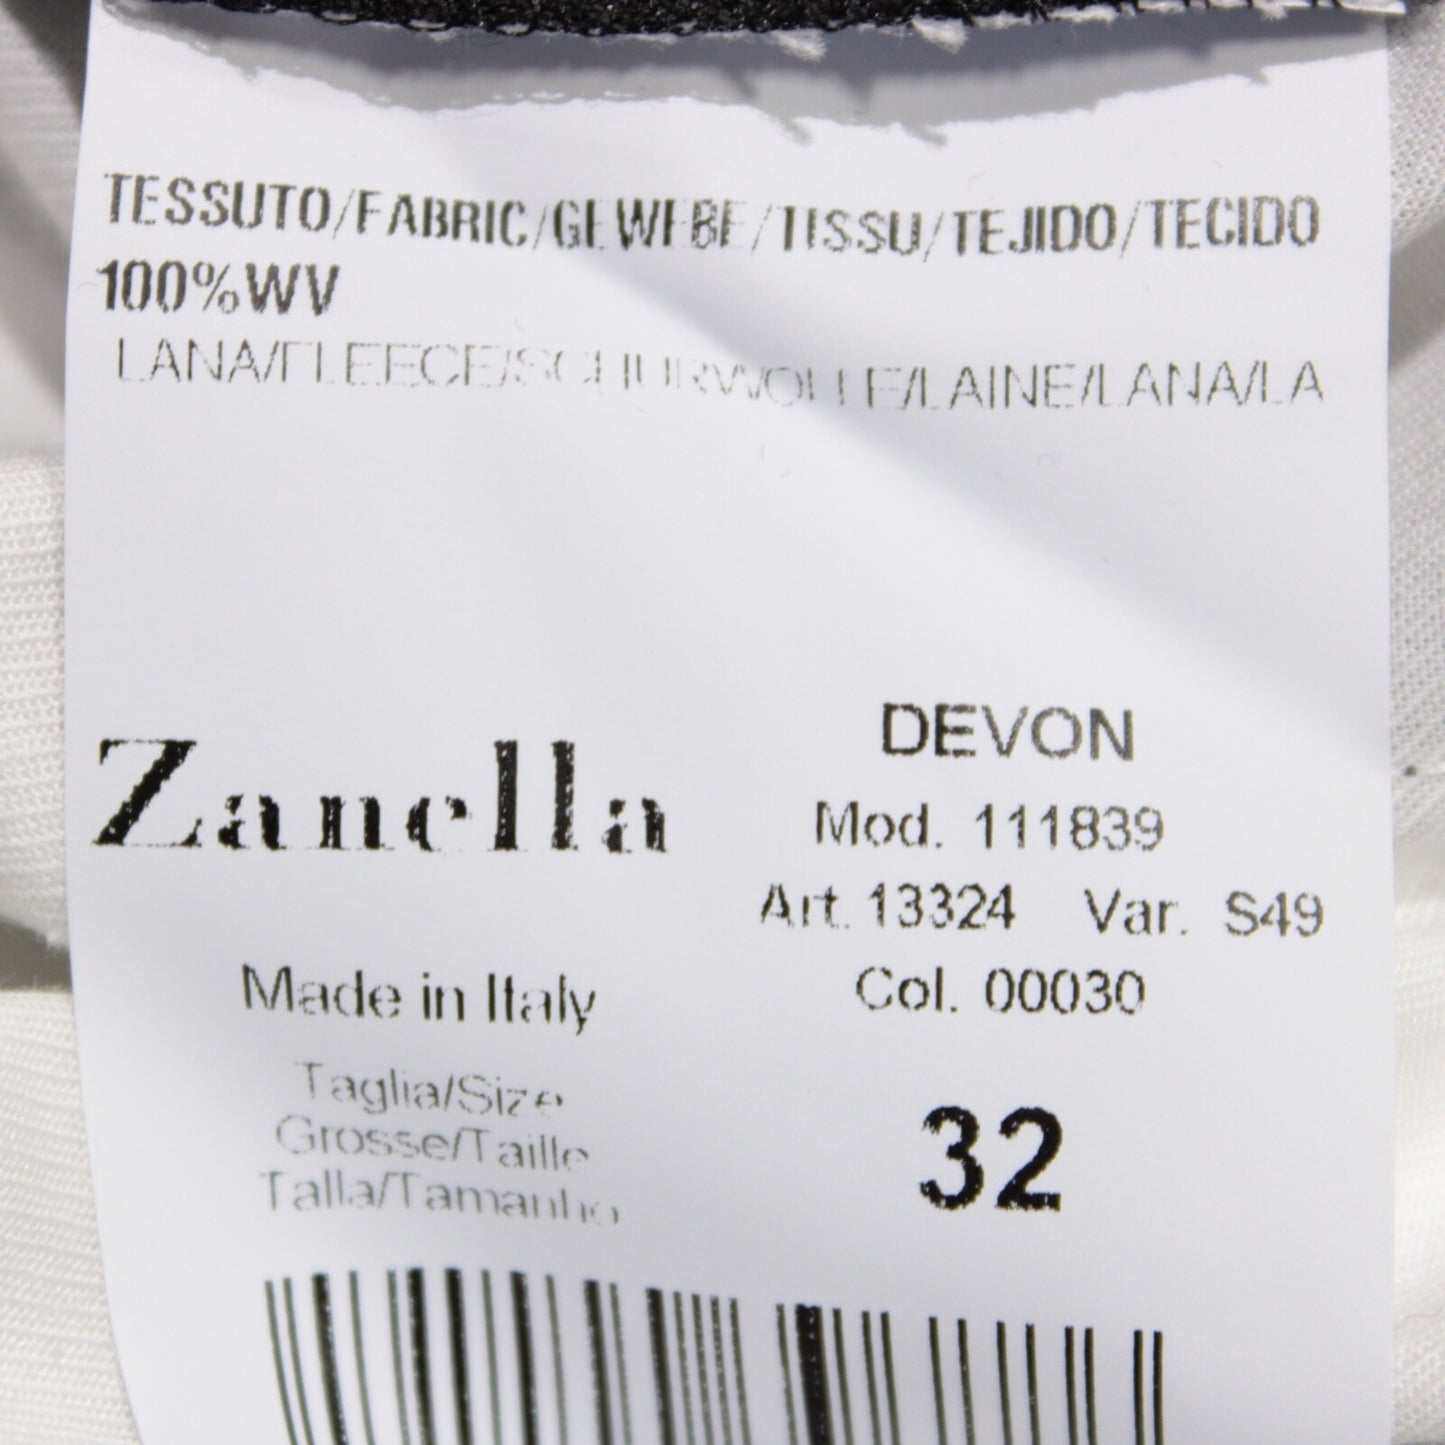 TESSUTO/FABRIC/GEWEBE/TISSU/TEJIDO/TECIDO
100%WV
LANA/FLEECE/SCHURWOLLE/LAINE/LANA/LA
Zanella
Made in Italy
Taglia/Size
Grosse/Taille
Talla/Tamanho
DEVON
Mod. 111839
Art. 13324 Var. S49
Col. 00030
32